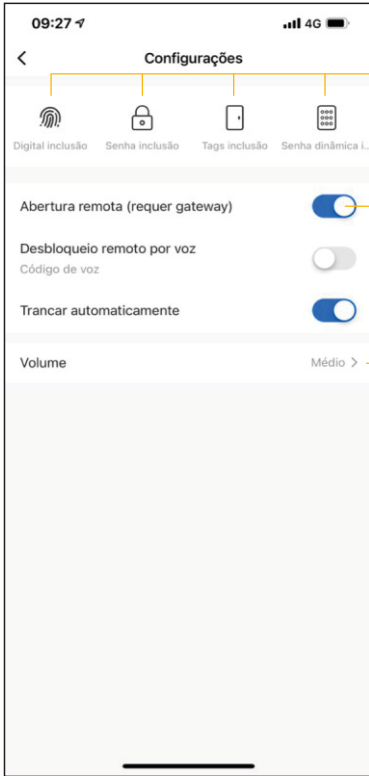 09:27
4G
Configurações
Digital inclusão Senha inclusão Tags inclusão Senha dinâmica i...
Abertura remota (requer gateway)
Desbloqueio remoto por voz
Código de voz
Trancar automaticamente
Volume Médio >